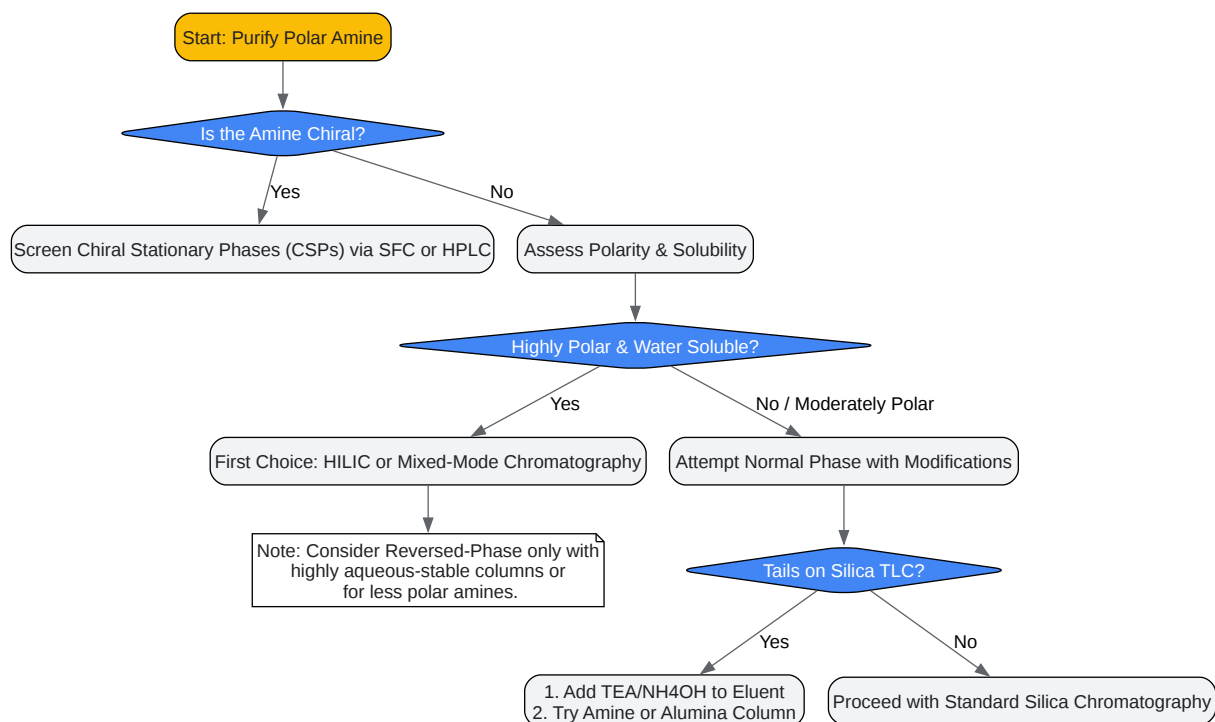 Start: Purify Polar Amine
Is the Amine Chiral?
Yes
No
Screen Chiral Stationary Phases (CSPs) via SFC or HPLC
Assess Polarity & Solubility
Highly Polar & Water Soluble?
Yes
No / Moderately Polar
First Choice: HILIC or Mixed-Mode Chromatography
Attempt Normal Phase with Modifications
Note: Consider Reversed-Phase only with
highly aqueous-stable columns or
for less polar amines.
Tails on Silica TLC?
Yes
No
1. Add TEA/NH4OH to Eluent
2. Try Amine or Alumina Column
Proceed with Standard Silica Chromatography